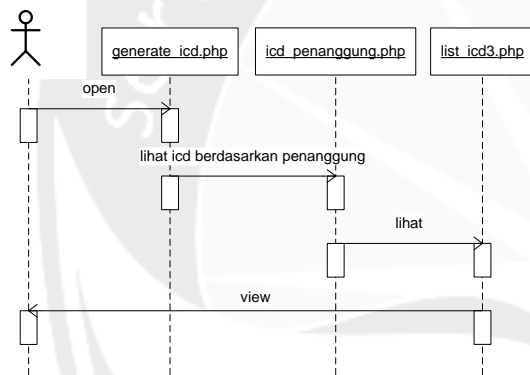 generate_icd.php
icd_penanggung.php
list_icd3.php
open
lihat icd berdasarkan penanggung
lihat
view